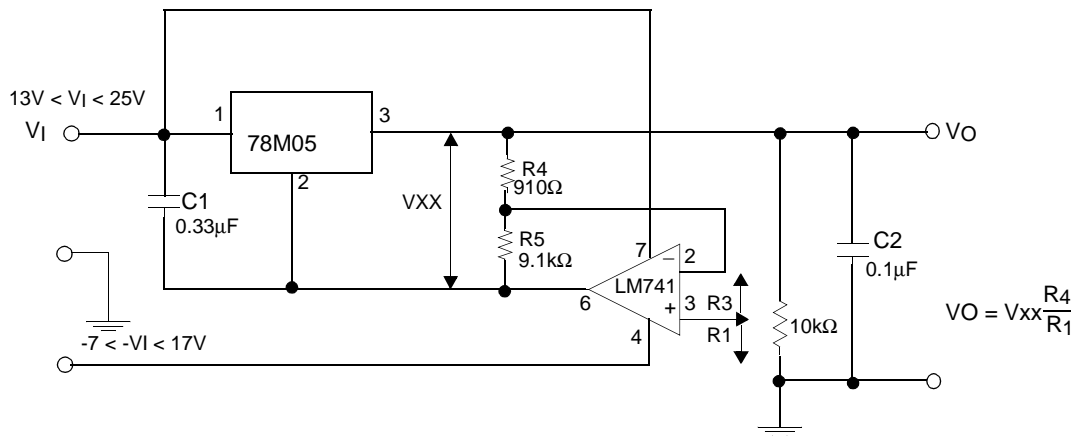 13V < VI < 25V
VI
1
78M05
3
VO
2
C1
0.33μF
VXX
R4
910Ω
R5
9.1kΩ
7
–
2
LM741
6
+
3
R3
R1
4
10kΩ
C2
0.1μF
VO = Vxx R4/R1
-7 < -VI < 17V